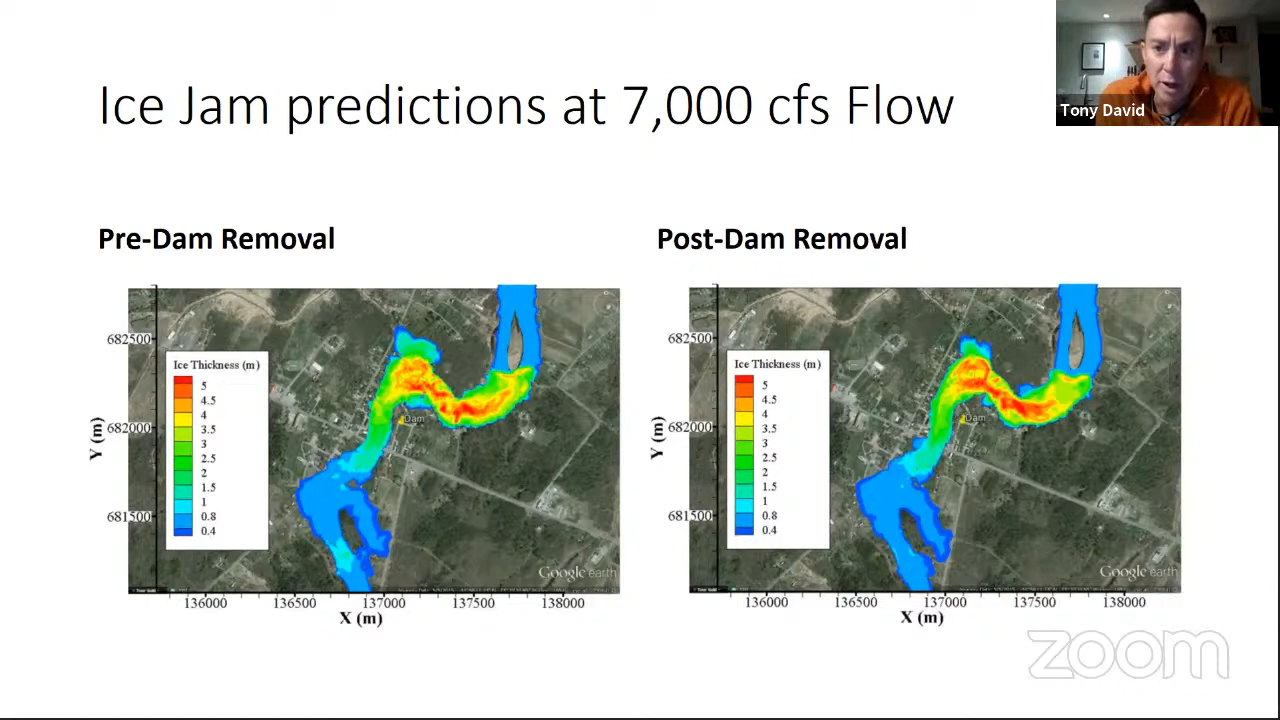 Ice Jam predictions at 7,000 cfs Flow
Tony David
Pre-Dam Removal
Post-Dam Removal
682500
682000
681500
Y (m)
Ice Thickness (m)
5
4.5
4
3.5
3
2.5
2
1.5
1
0.8
0.4
Dam
Google earth
136000
136500
137000
137500
138000
X (m)
682500
682000
681500
Y (m)
Ice Thickness (m)
5
4.5
4
3.5
3
2.5
2
1.5
1
0.8
0.4
Dam
Google earth
136000
136500
137000
137500
138000
X (m)
zoom